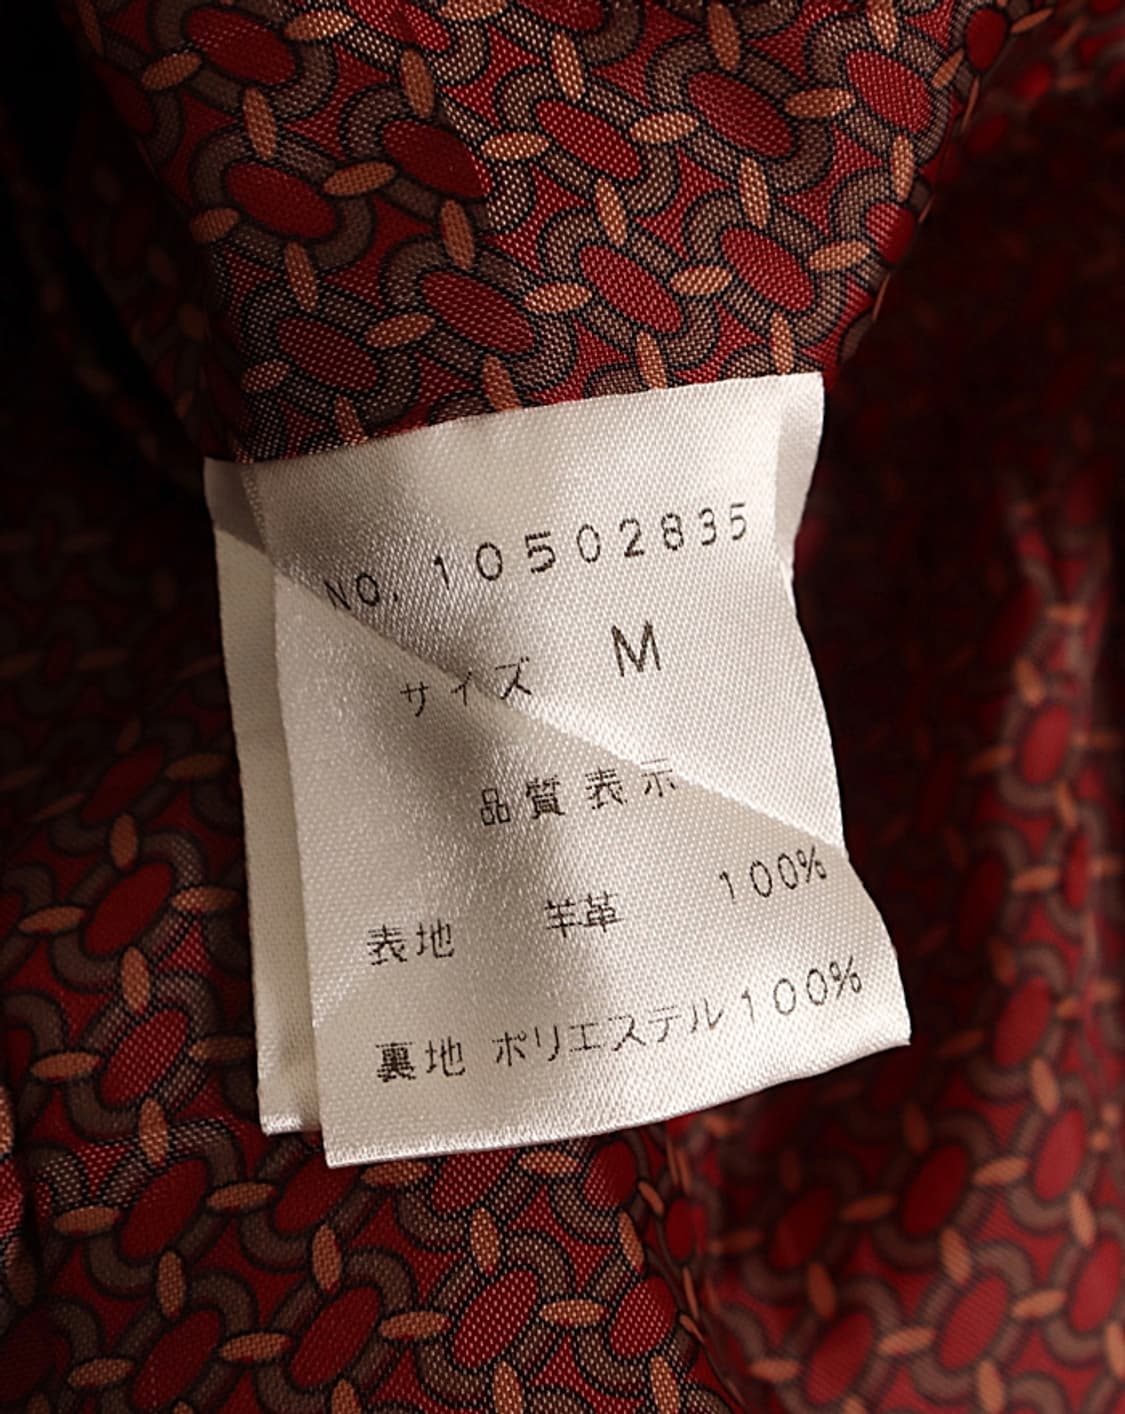 NO. 10502835
サイズ M
品質表示
表地 羊革 100%
裏地 ポリエステル100%